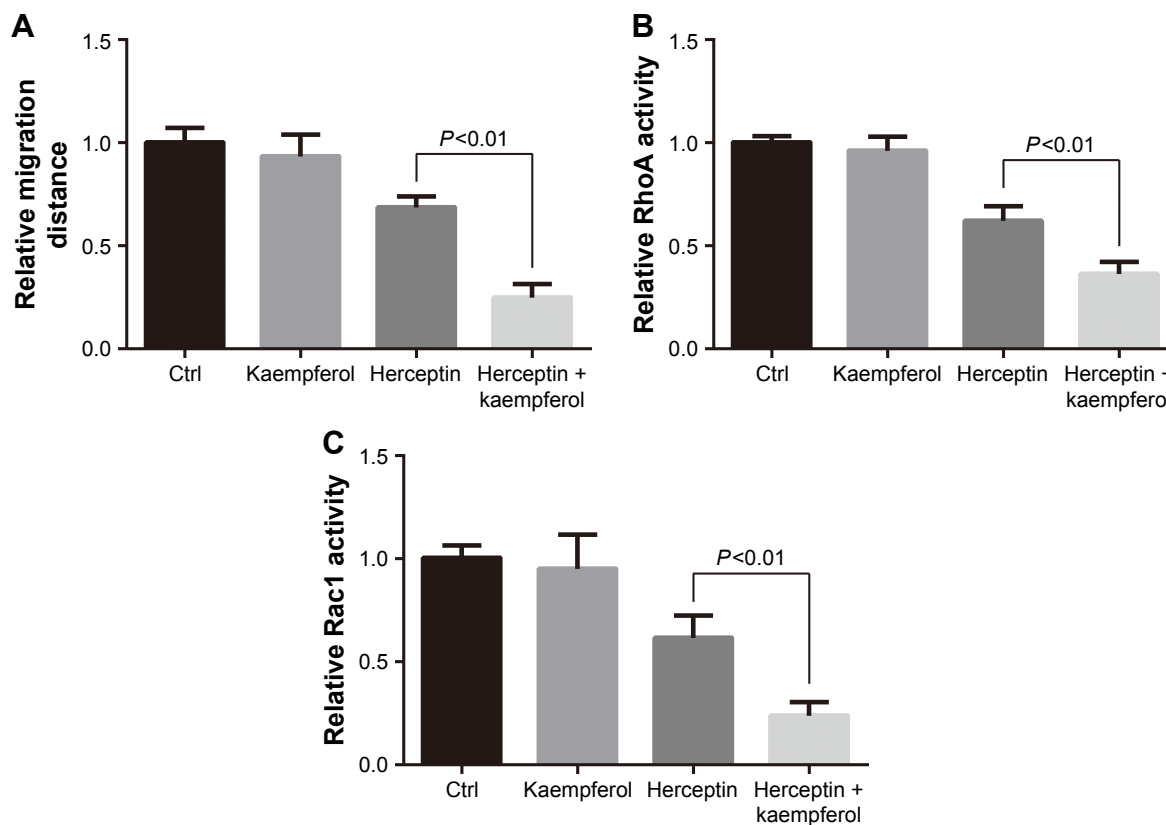 A
Relative migration
distance
1.5
1.0
0.5
0.0
P<0.01
Ctrl
Kaempferol
Herceptin
Herceptin +
kaempferol
B
Relative RhoA activity
1.5
1.0
0.5
0.0
P<0.01
Ctrl
Kaempferol
Herceptin
Herceptin
kaempfero
C
Relative Rac1 activity
1.5
1.0
0.5
0.0
P<0.01
Ctrl
Kaempferol
Herceptin
Herceptin +
kaempferol